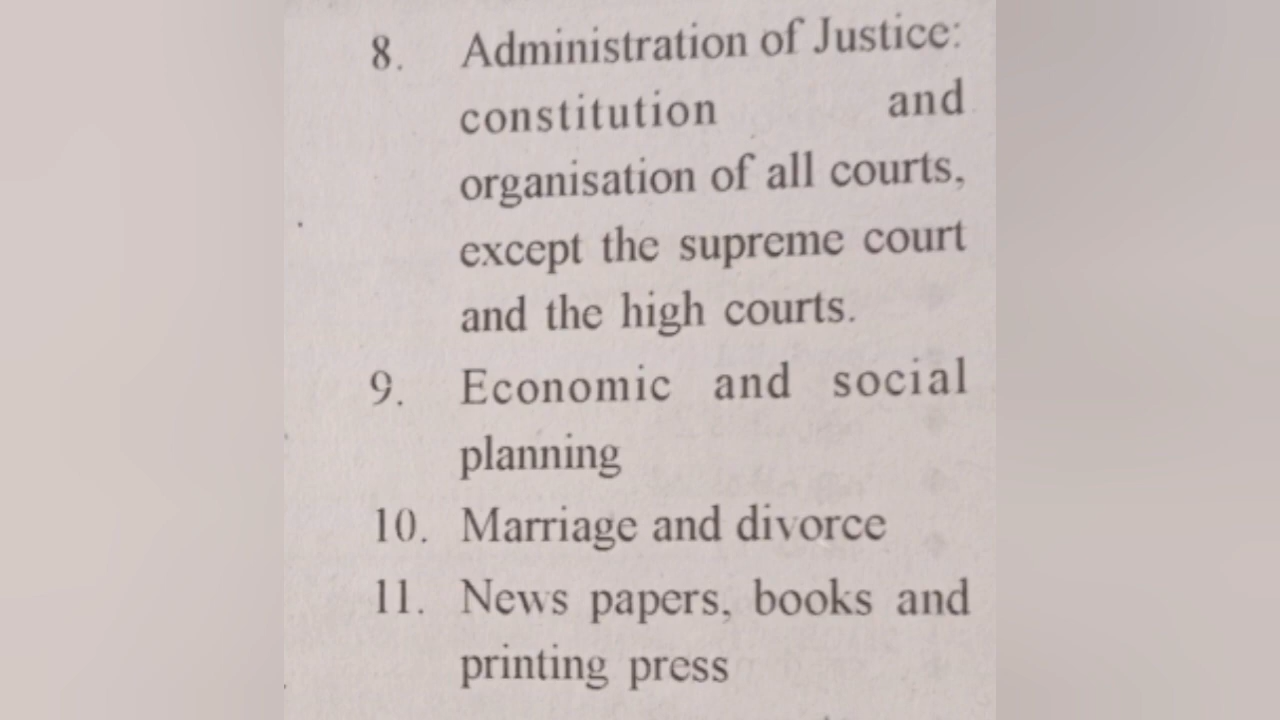 8. Administration of Justice:
constitution and
organisation of all courts,
except the supreme court
and the high courts.
9. Economic and social
planning
10. Marriage and divorce
11. News papers, books and
printing press